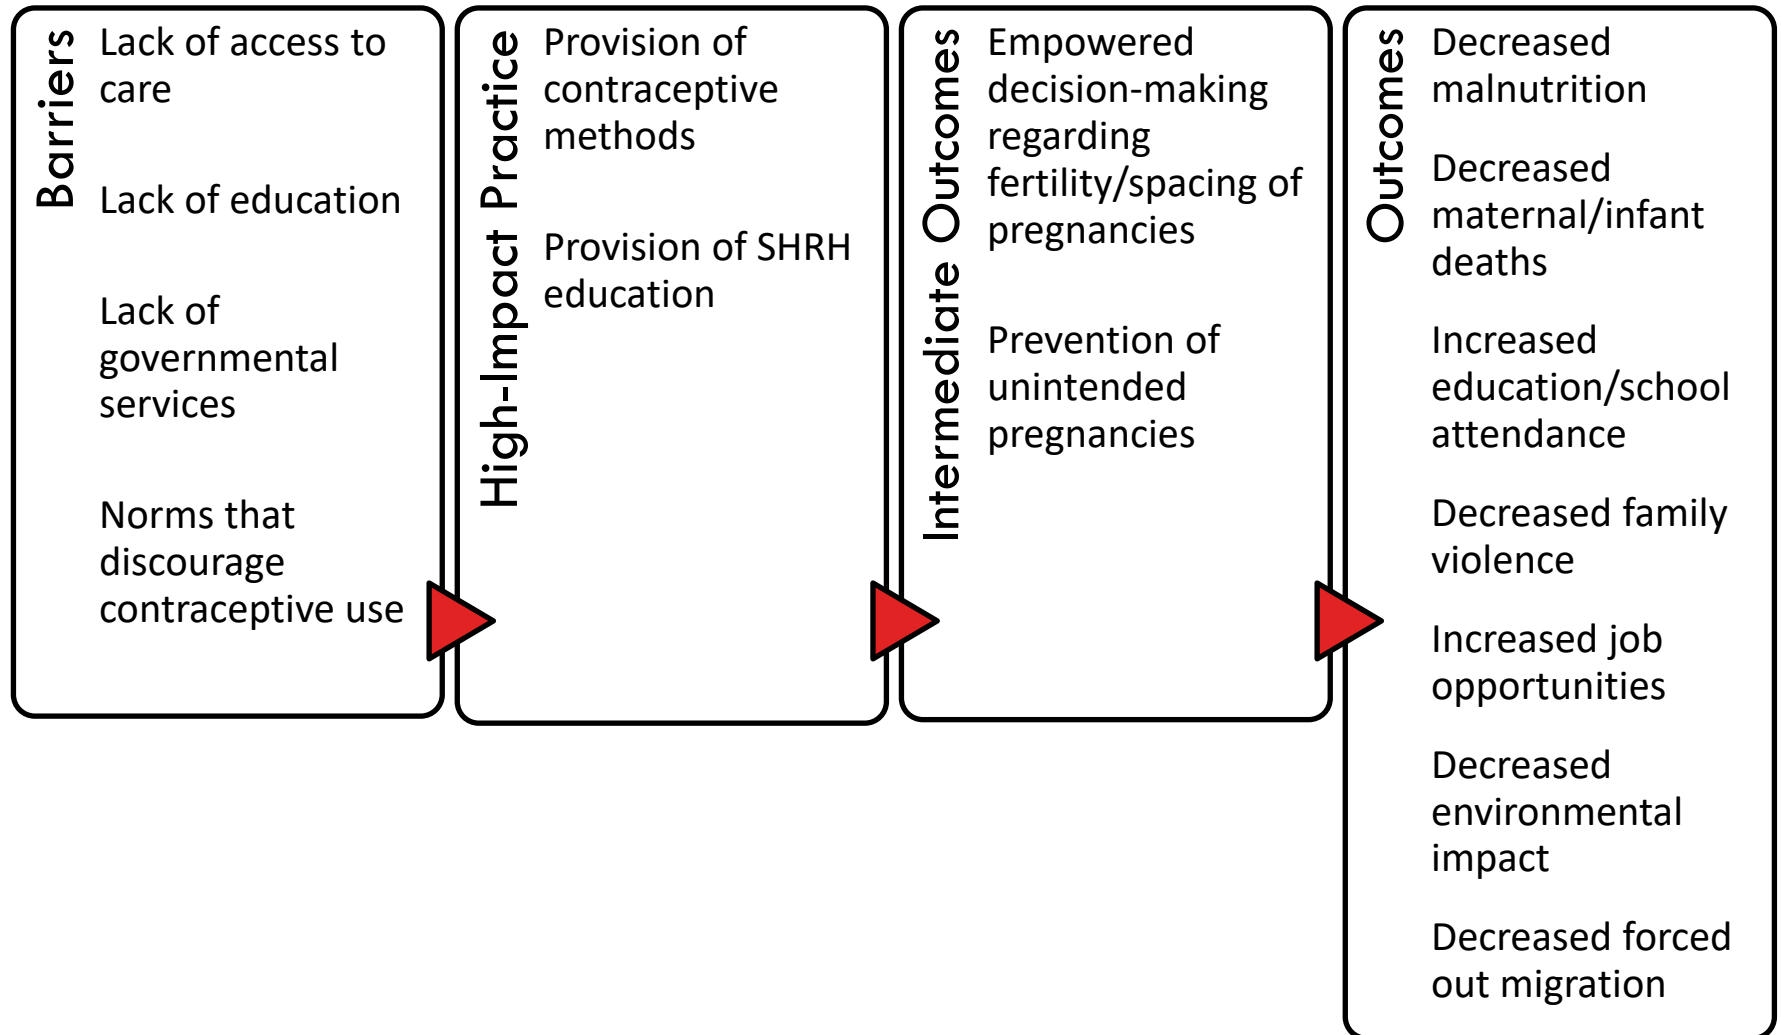 Barriers
Lack of access to
care
Lack of education
Lack of
governmental
services
Norms that
discourage
contraceptive use
High-Impact Practice
Provision of
contraceptive
methods
Provision of SHRH
education
Intermediate Outcomes
Empowered
decision-making
regarding
fertility/spacing of
pregnancies
Prevention of
unintended
pregnancies
Outcomes
Decreased
malnutrition
Decreased
maternal/infant
deaths
Increased
education/school
attendance
Decreased family
violence
Increased job
opportunities
Decreased
environmental
impact
Decreased forced
out migration